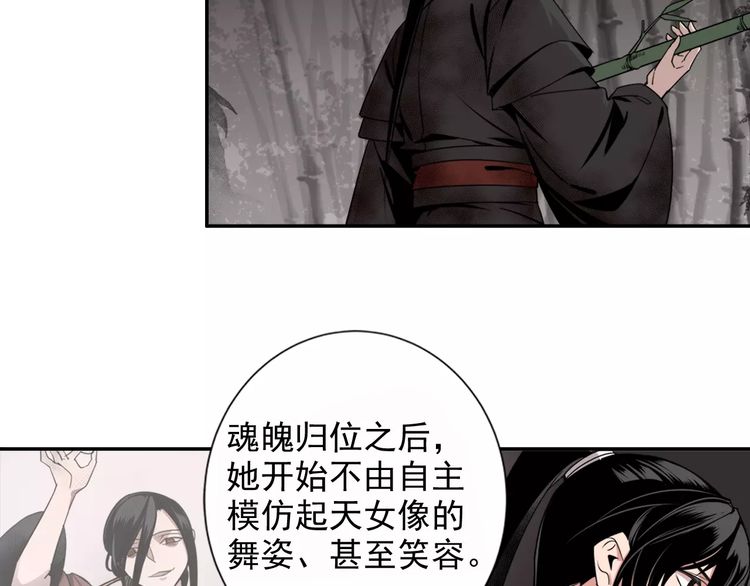 魂魄归位之后，
她开始不由自主
模仿起天女像的
舞姿、甚至笑容。